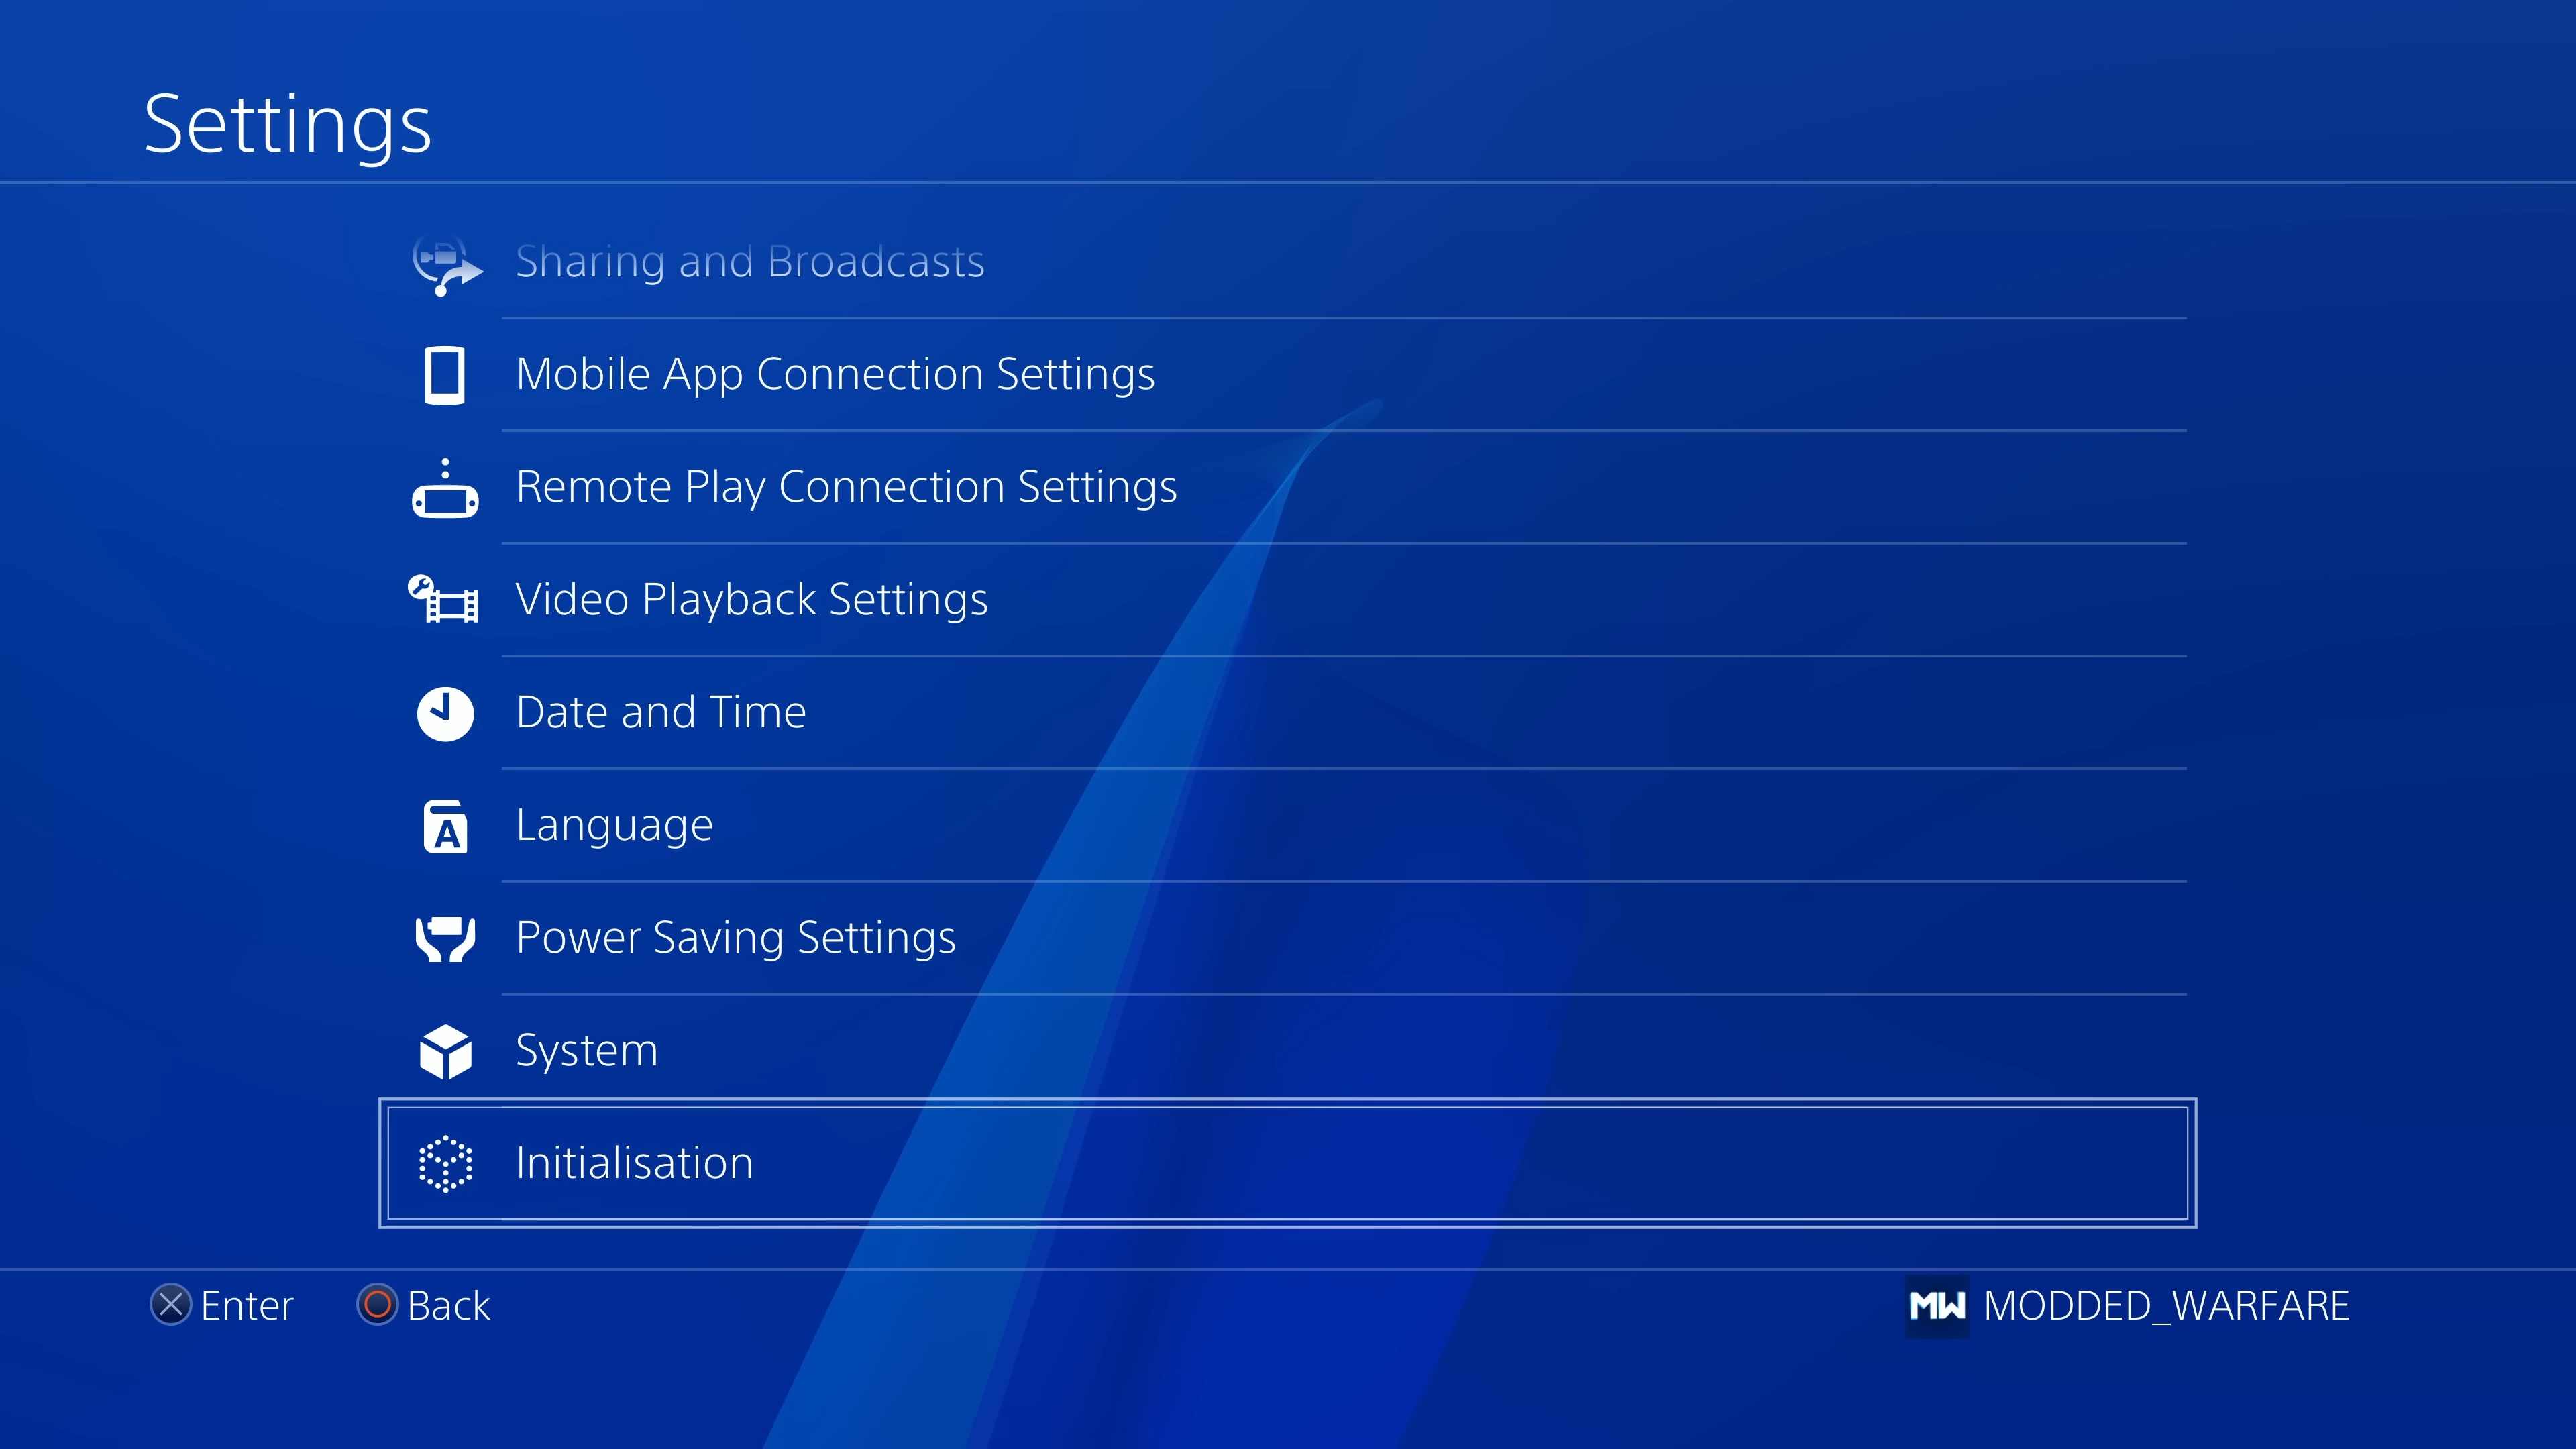 Settings
Sharing and Broadcasts
Mobile App Connection Settings
Remote Play Connection Settings
Video Playback Settings
Date and Time
A Language
Power Saving Settings
System
Initialisation
Enter Back MW MODDED_WARFARE